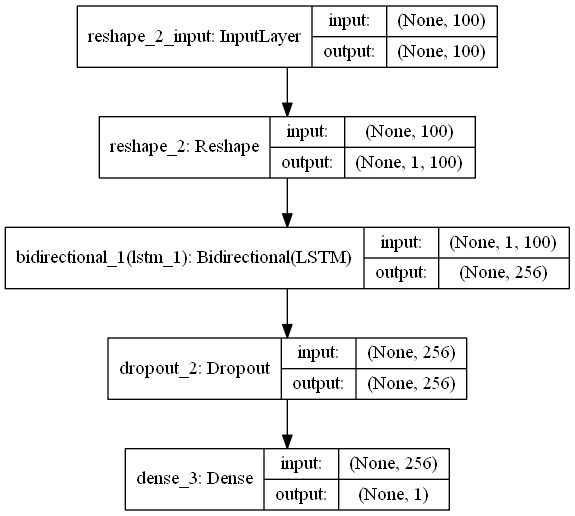 reshape_2_input: InputLayer
input:
(None, 100)
output:
(None, 100)
reshape_2: Reshape
input:
(None, 100)
output:
(None, 1, 100)
bidirectional_1(lstm_1): Bidirectional(LSTM)
input:
(None, 1, 100)
output:
(None, 256)
dropout_2: Dropout
input:
(None, 256)
output:
(None, 256)
dense_3: Dense
input:
(None, 256)
output:
(None, 1)